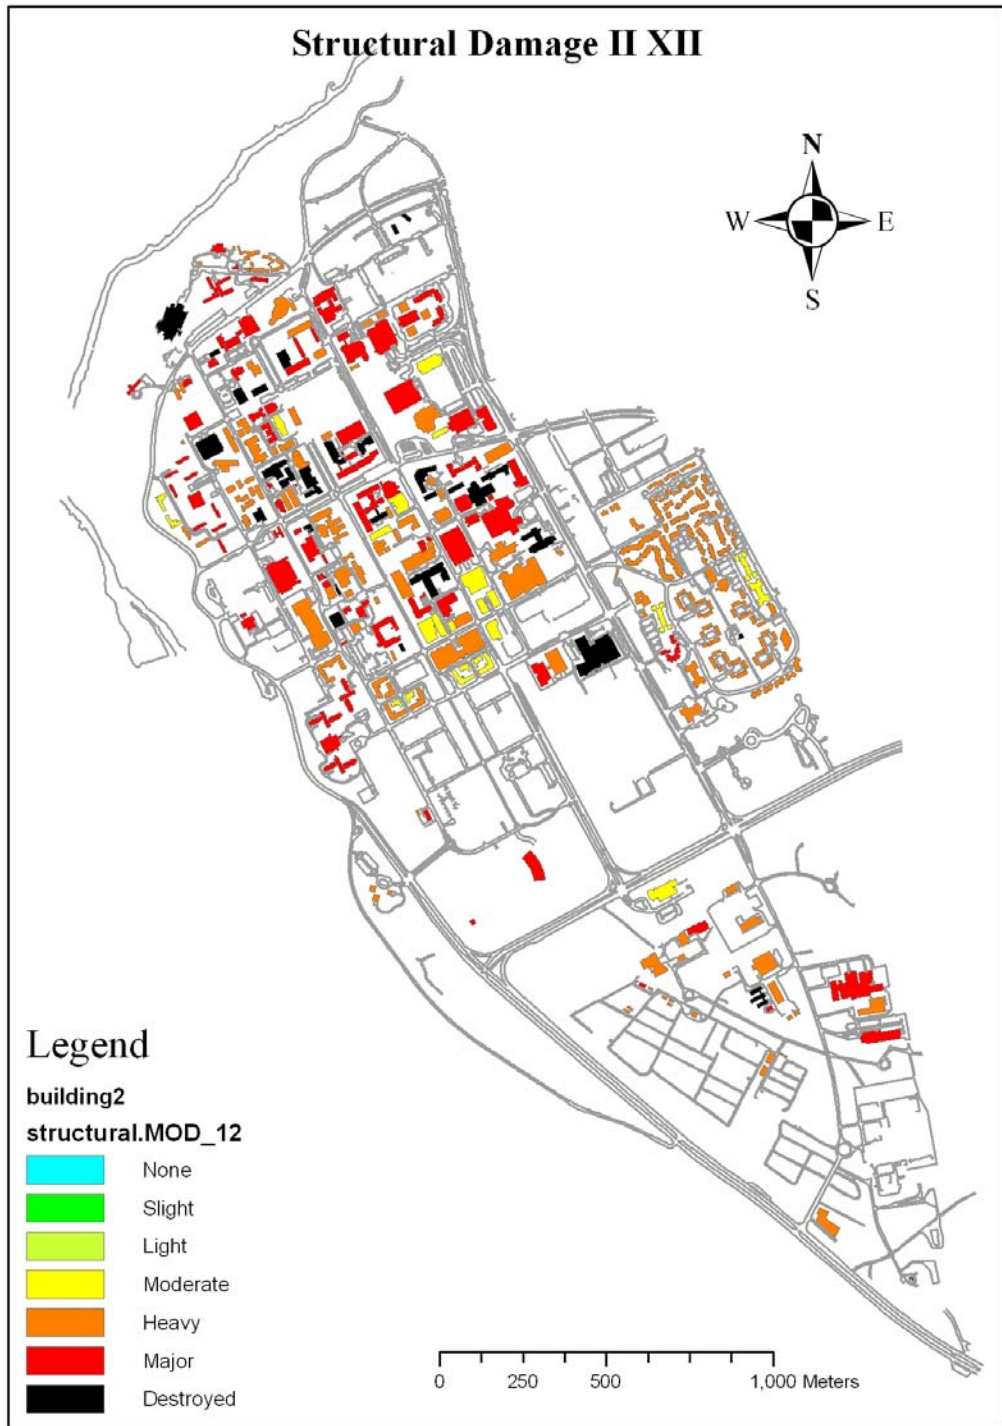 Structural Damage II XII
N
W
E
S
Legend
building2
structural.MOD_12
None
Slight
Light
Moderate
Heavy
Major
Destroyed
0 250 500 1,000 Meters